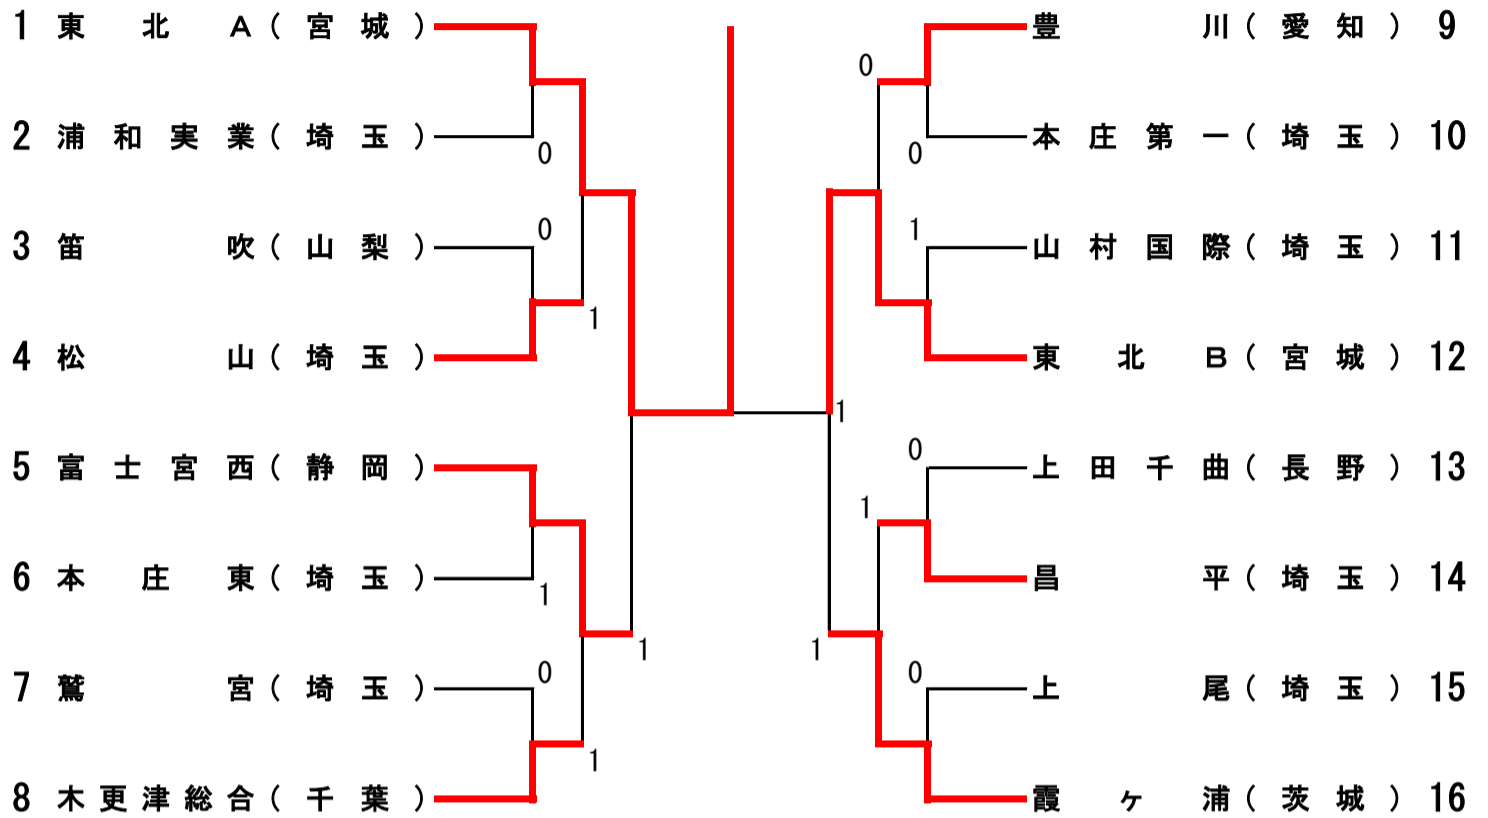 1 東北A(宮城)
2 浦和実業(埼玉)
3 笛吹(山梨)
4 松山(埼玉)
5 富士宮西(静岡)
6 本庄東(埼玉)
7 鷲宮(埼玉)
8 木更津総合(千葉)
0
0
1
1
0
1
1
豊川(愛知) 9
本庄第一(埼玉) 10
山村国際(埼玉) 11
東北B(宮城) 12
上田千曲(長野) 13
昌平(埼玉) 14
上尾(埼玉) 15
霞ヶ浦(茨城) 16
0
0
1
1
0
1
0
1